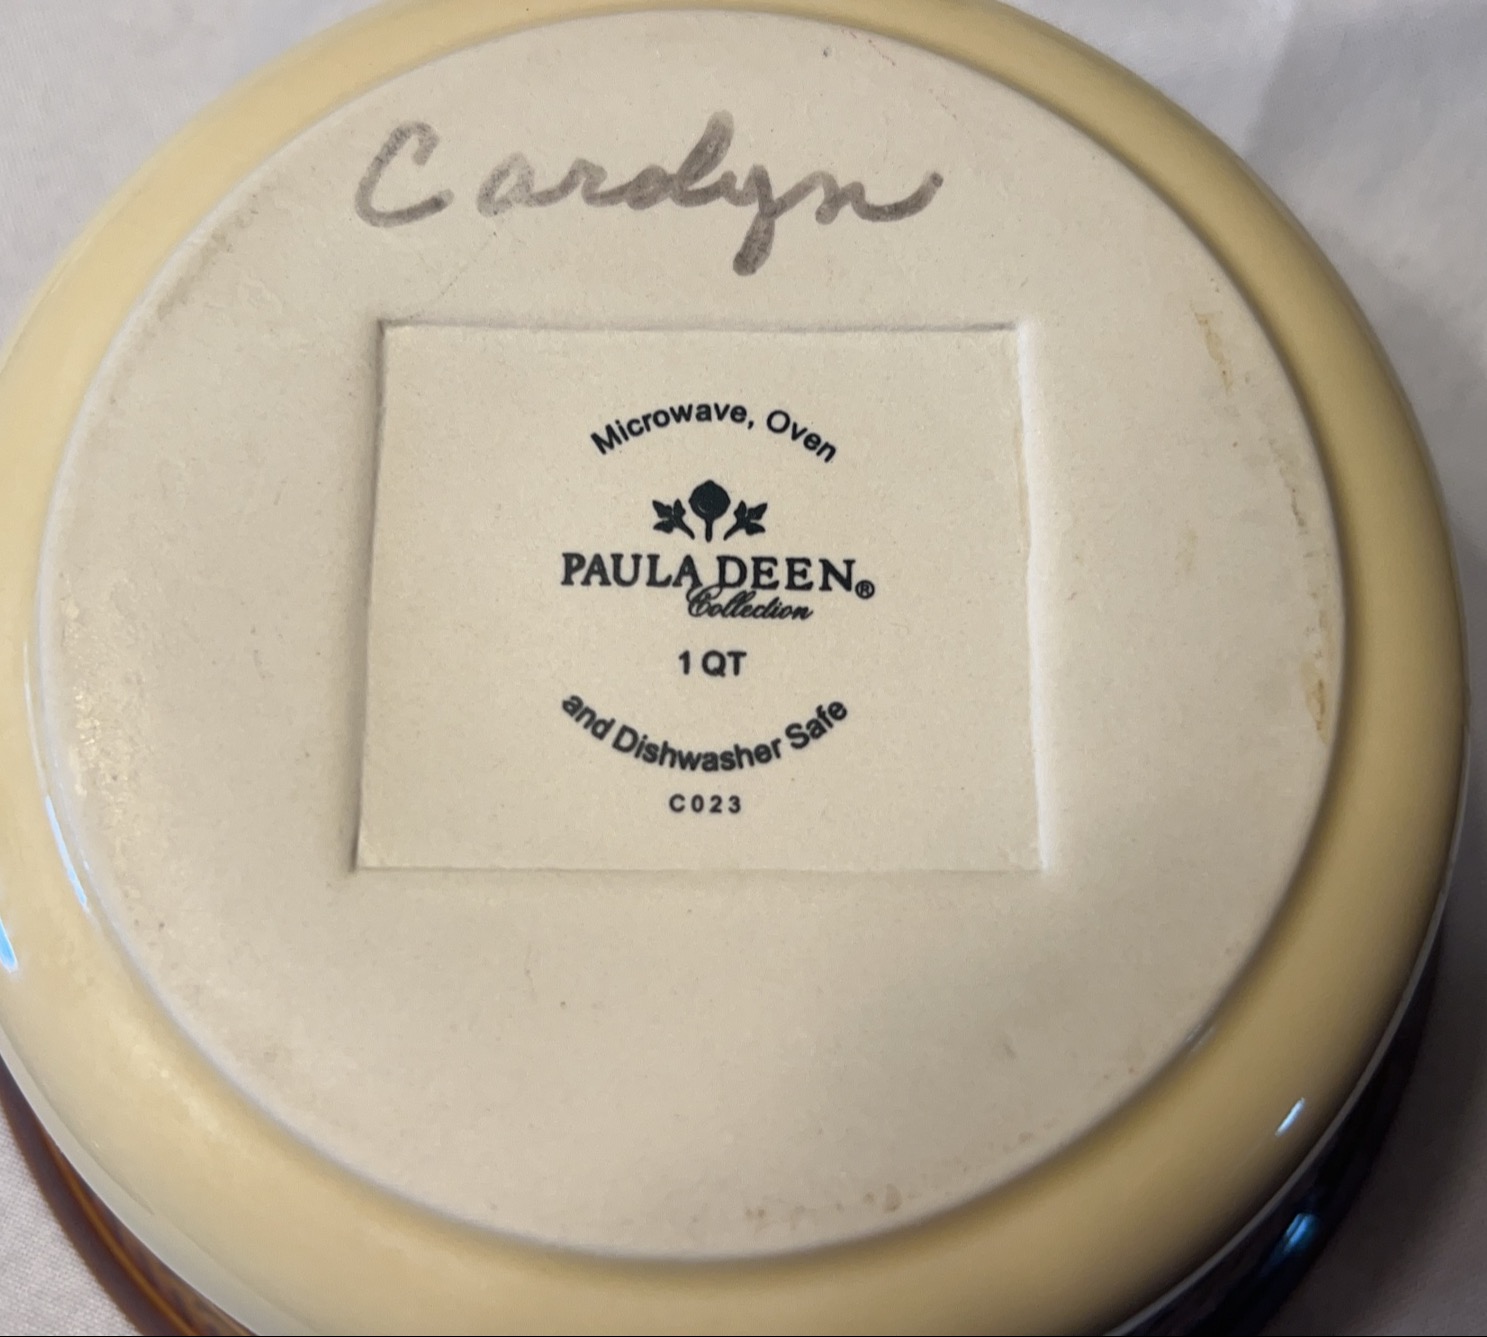 Carolyn
Microwave, Oven
PAULA DEEN®
Collection
1 QT
and Dishwasher Safe
C023